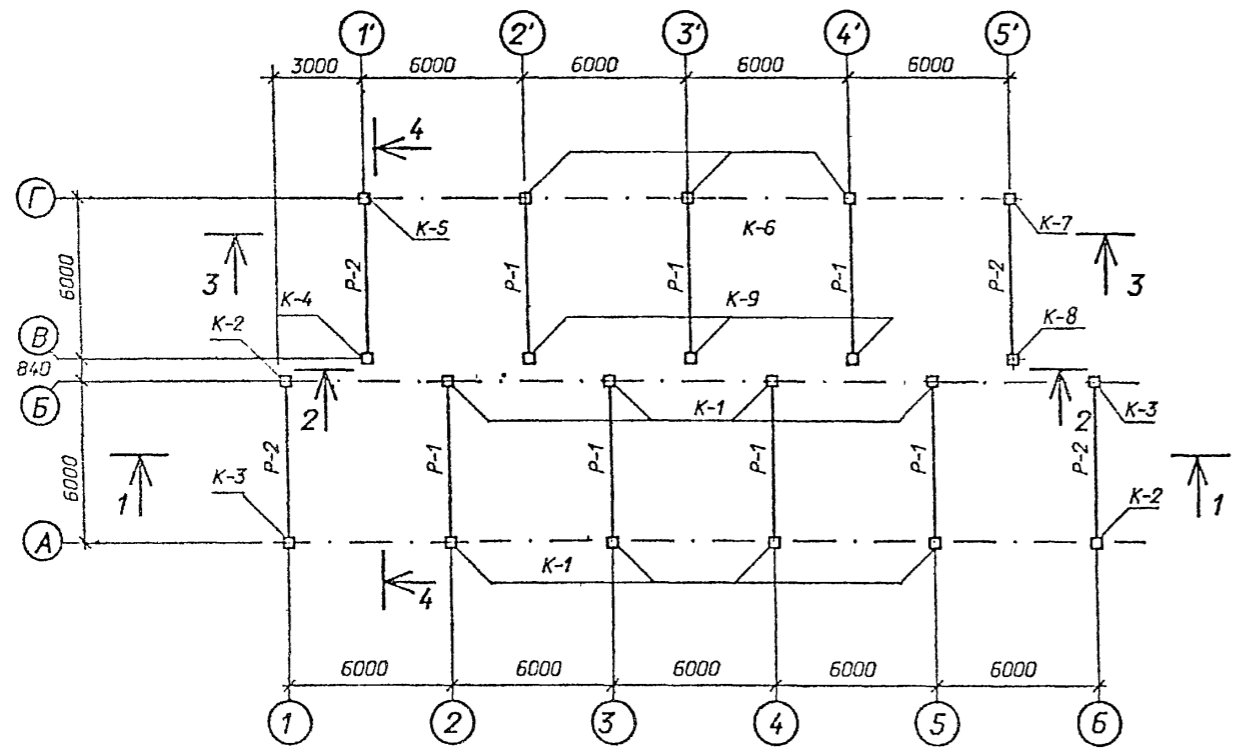 1' 2' 3' 4' 5'
3000 6000 6000 6000 6000
4
Г
К-5 К-6 К-7
3 3
6000
Р-2 Р-1 Р-1 Р-1 Р-2
К-4 К-9
К-2 К-8
В
840
Б
2 К-1 2 К-3
6000
Р-2 Р-1 Р-1 Р-1 Р-1 Р-2
1 К-3 К-2 1
А
К-1
4
6000 6000 6000 6000 6000
1 2 3 4 5 6